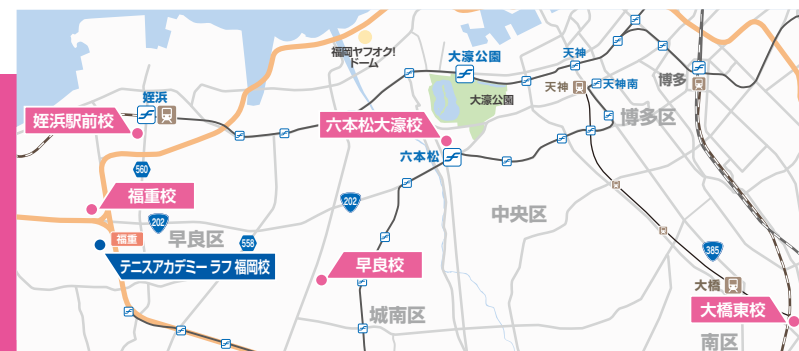 福岡ヤフオク!
ドーム
大濠公園
天神
姪浜
大濠公園
天神
天神南
博多
姪浜駅前校
六本松大濠校
博多区
六本松
560
福重校
202
202
中央区
福重
早良区
558
385
テニスアカデミー ラフ 福岡校
早良校
大橋
城南区
大橋東校
南区